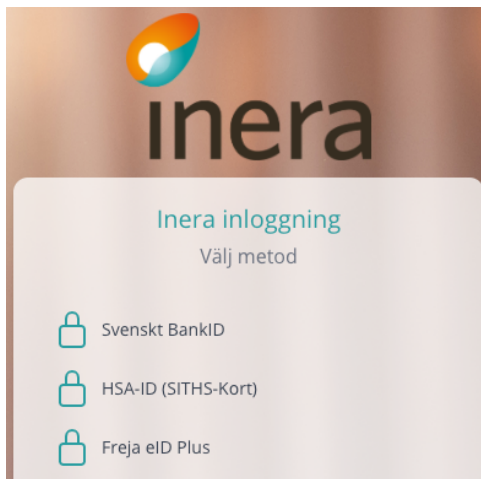 inera
Inera inloggning
Välj metod
Svenskt BankID
HSA-ID (SITHS-Kort)
Freja eID Plus